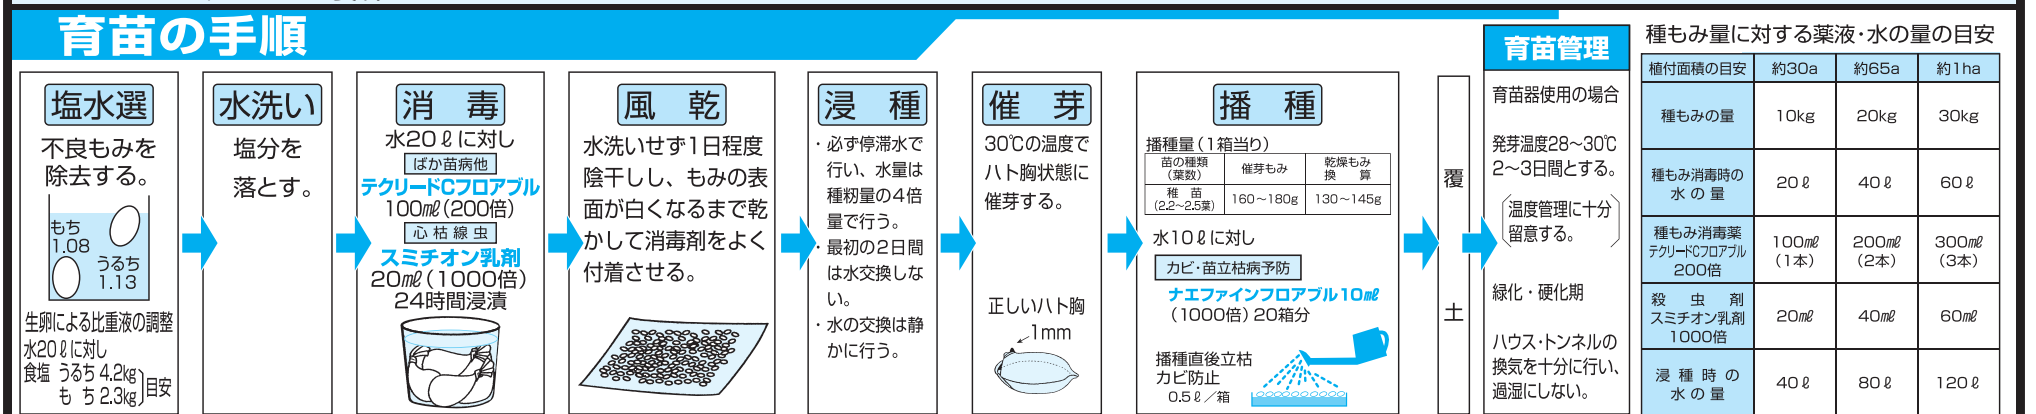 育苗の手順
塩水選
不良もみを
除去する。
もち
1.08
うるち
1.13
生卵による比重液の調整
水20ℓに対し
食塩 うるち 4.2kg
も ち 2.3kg
目安
水洗い
塩分を
落とす。
消 毒
水20ℓに対し
ばか苗病他
テクリードCフロアブル
100㎖(200倍)
心枯線虫
スミチオン乳剤
20㎖(1000倍)
24時間浸漬
風 乾
水洗いせず1日程度
陰干しし、もみの表
面が白くなるまで乾
かして消毒剤をよく
付着させる。
浸 種
・必ず停滞水で
行い、水量は
種籾量の4倍
量で行う。
・最初の2日間
は水交換しな
い。
・水の交換は静
かに行う。
催 芽
30℃の温度で
ハト胸状態に
催芽する。
正しいハト胸
1mm
播 種
播種量(1箱当り)
苗の種類
(葉数) 催芽もみ 乾燥もみ
換 算
稚 苗
(2.2〜2.5葉) 160〜180g 130〜145g
水10ℓに対し
カビ・苗立枯病予防
ナエファインフロアブル10㎖
(1000倍)20箱分
播種直後立枯
カビ防止
0.5ℓ/箱
覆
土
育苗管理
育苗器使用の場合
発芽温度28〜30℃
2〜3日間とする。
温度管理に十分
留意する。
緑化・硬化期
ハウス・トンネルの
換気を十分に行い、
過湿にしない。
種もみ量に対する薬液・水の量の目安
植付面積の目安 約30a 約65a 約1ha
種もみの量 10kg 20kg 30kg
種もみ消毒時の
水 の 量 20ℓ 40ℓ 60ℓ
種もみ消毒薬
テクリードCフロアブル
200倍 100㎖
(1本) 200㎖
(2本) 300㎖
(3本)
殺 虫 剤
スミチオン乳剤
1000倍 20㎖ 40㎖ 60㎖
浸 種 時 の
水 の 量 40ℓ 80ℓ 120ℓ